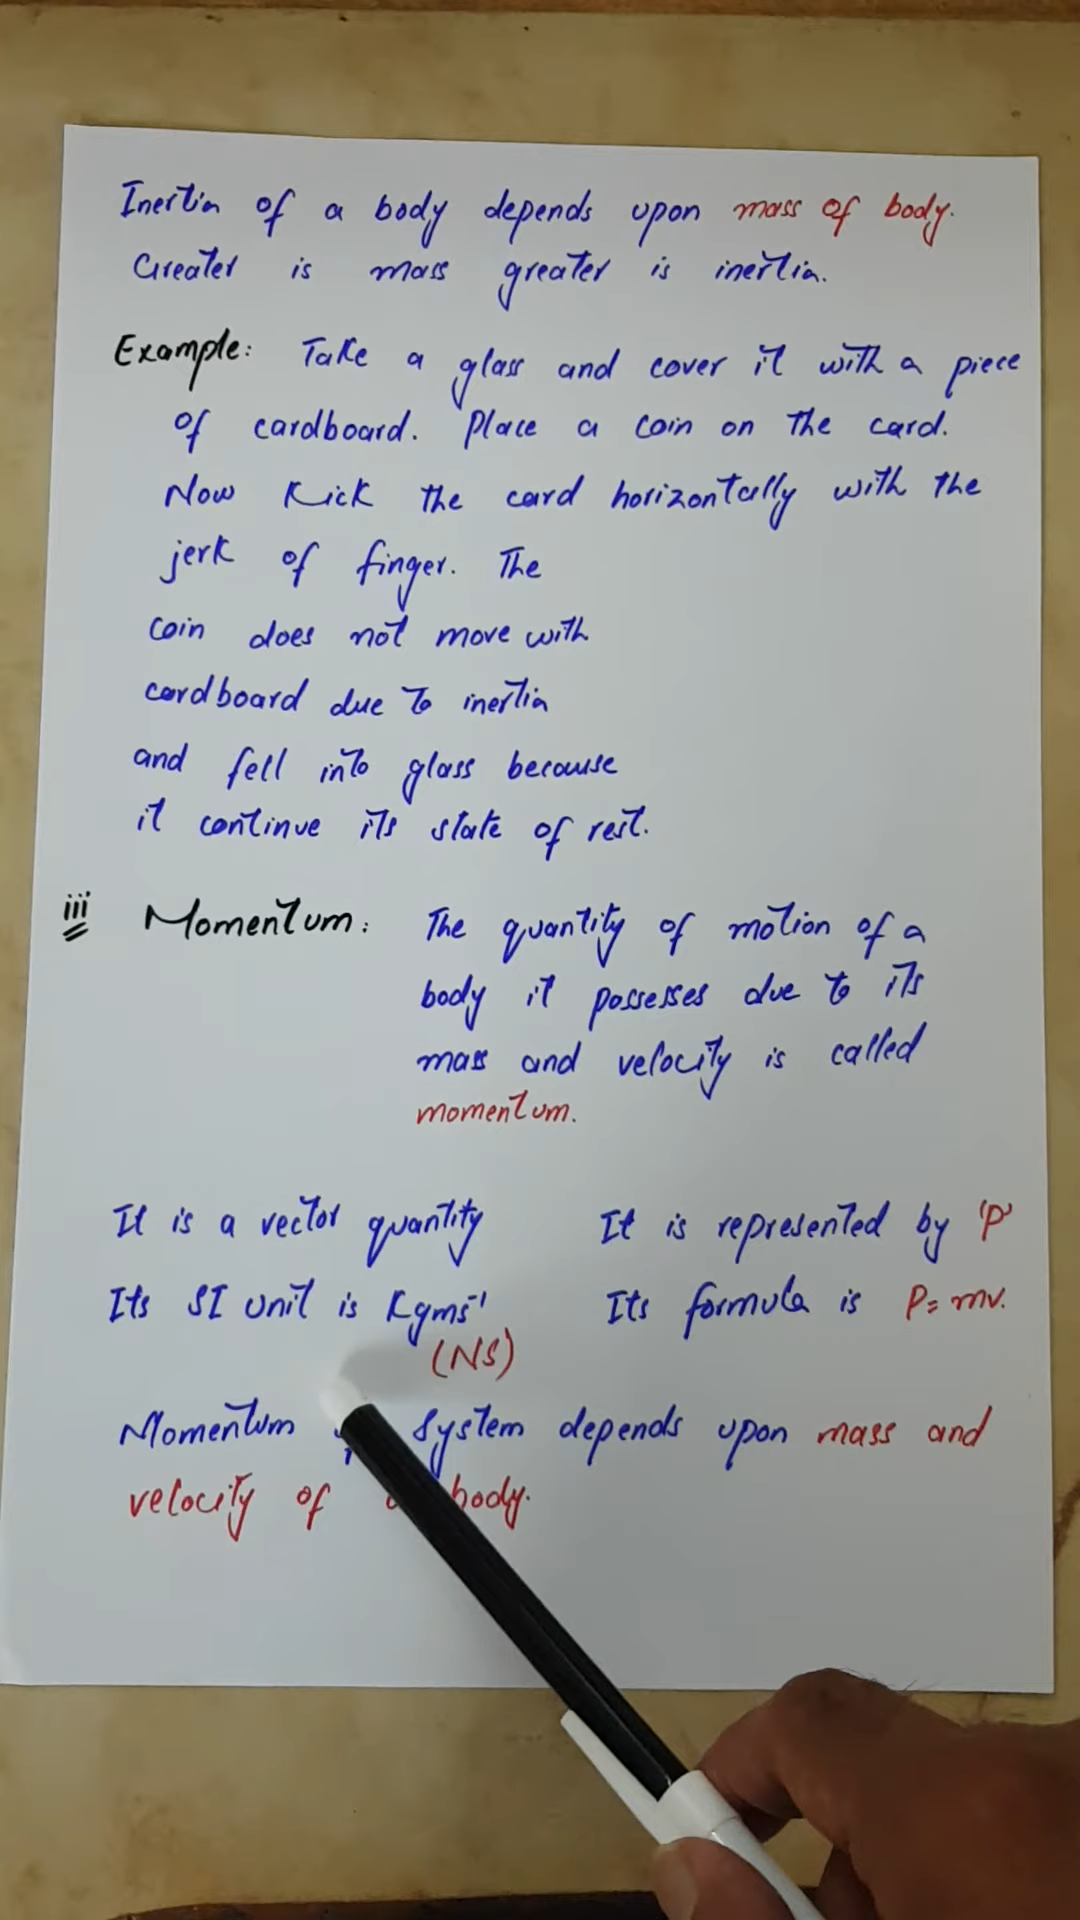 Inertia of a body depends upon mass of body.
Greater is mass greater is inertia.
Example: Take a glass and cover it with a piece
of cardboard. Place a coin on the card.
Now Kick the card horizontally with the
jerk of finger. The
coin does not move with
cardboard due to inertia
and fell into glass because
it continue its state of rest.
iii Momentum: The quantity of motion of a
body it possesses due to its
mass and velocity is called
momentum.
It is a vector quantity
It is represented by 'P'
Its SI unit is Kgms⁻¹
(NS)
Its formula is P=mv.
Momentum system depends upon mass and
velocity of body.